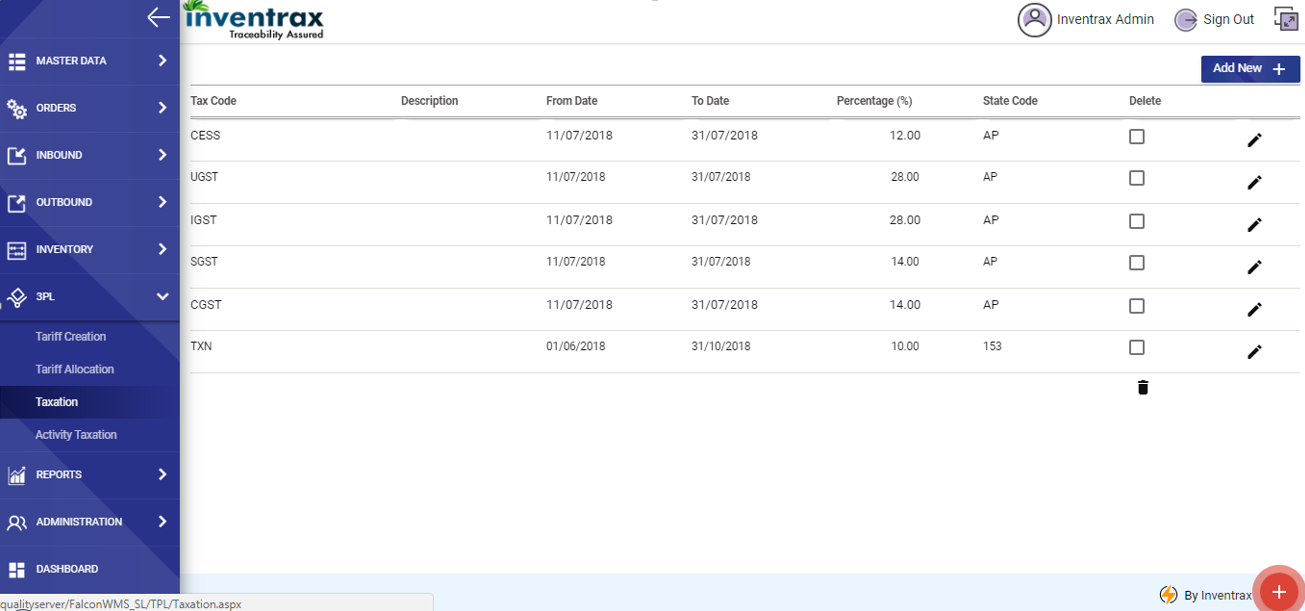 inventrax
Traceability Assured
Inventrax Admin
Sign Out
MASTER DATA
ORDERS
INBOUND
OUTBOUND
INVENTORY
3PL
Tariff Creation
Tariff Allocation
Taxation
Activity Taxation
REPORTS
ADMINISTRATION
DASHBOARD
Add New +
Tax Code Description From Date To Date Percentage (%) State Code Delete
CESS 11/07/2018 31/07/2018 12.00 AP
UGST 11/07/2018 31/07/2018 28.00 AP
IGST 11/07/2018 31/07/2018 28.00 AP
SGST 11/07/2018 31/07/2018 14.00 AP
CGST 11/07/2018 31/07/2018 14.00 AP
TXN 01/06/2018 31/10/2018 10.00 153
By Inventrax
+
qualityserver/FalconWMS_SL/TPL/Taxation.aspx